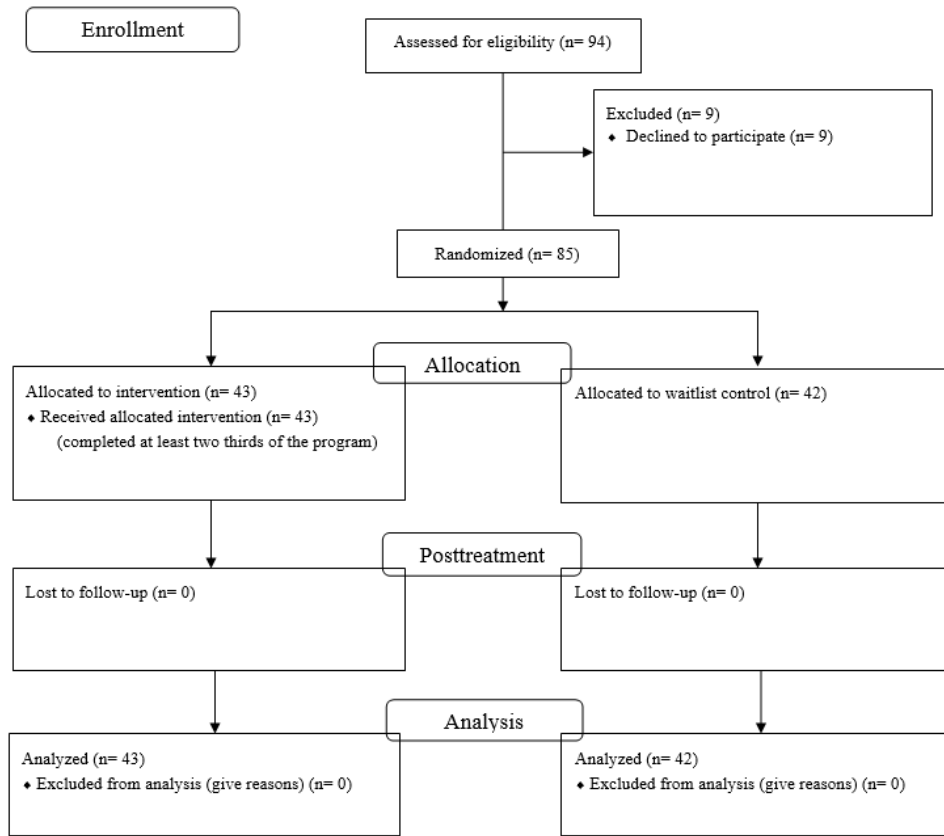 Enrollment
Assessed for eligibility (n= 94)
Excluded (n= 9)
⬥ Declined to participate (n= 9)
Randomized (n= 85)
Allocation
Allocated to intervention (n= 43)
⬥ Received allocated intervention (n= 43)
(completed at least two thirds of the program)
Allocated to waitlist control (n= 42)
Posttreatment
Lost to follow-up (n= 0)
Lost to follow-up (n= 0)
Analysis
Analyzed (n= 43)
⬥ Excluded from analysis (give reasons) (n= 0)
Analyzed (n= 42)
⬥ Excluded from analysis (give reasons) (n= 0)